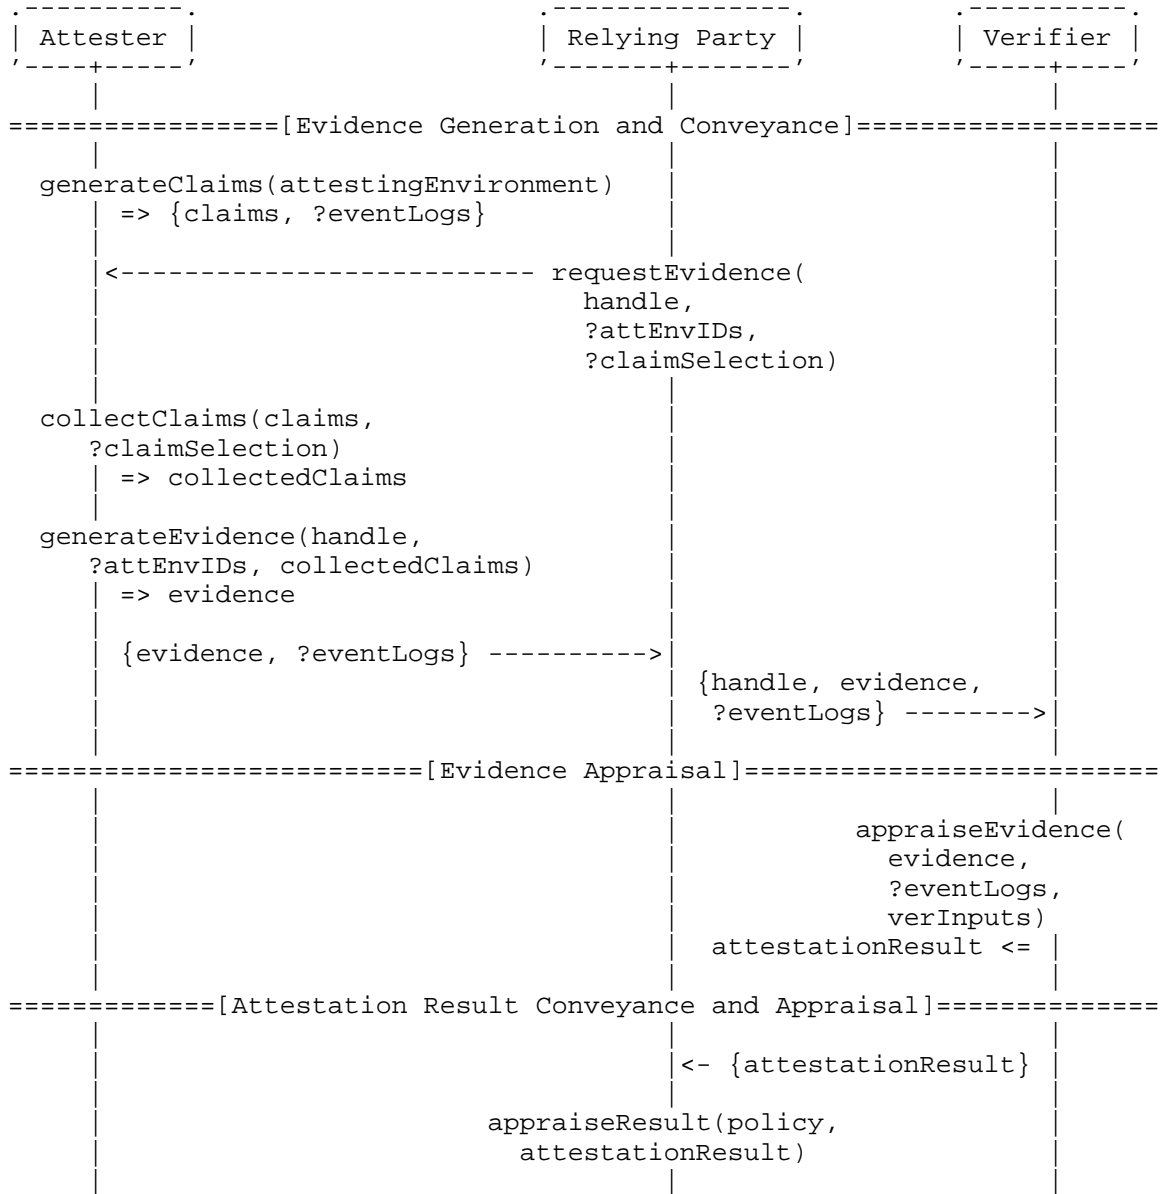 Attester Relying Party Verifier
[Evidence Generation and Conveyance]
generateClaims(attestingEnvironment)
=> {claims, ?eventLogs}
<-------------------------- requestEvidence(
handle,
?attEnvIDs,
?claimSelection)
collectClaims(claims,
?claimSelection)
=> collectedClaims
generateEvidence(handle,
?attEnvIDs, collectedClaims)
=> evidence
{evidence, ?eventLogs} ---------->
{handle, evidence,
?eventLogs} -------->
[Evidence Appraisal]
appraiseEvidence(
evidence,
?eventLogs,
verInputs)
attestationResult <=
[Attestation Result Conveyance and Appraisal]
<- {attestationResult}
appraiseResult(policy,
attestationResult)